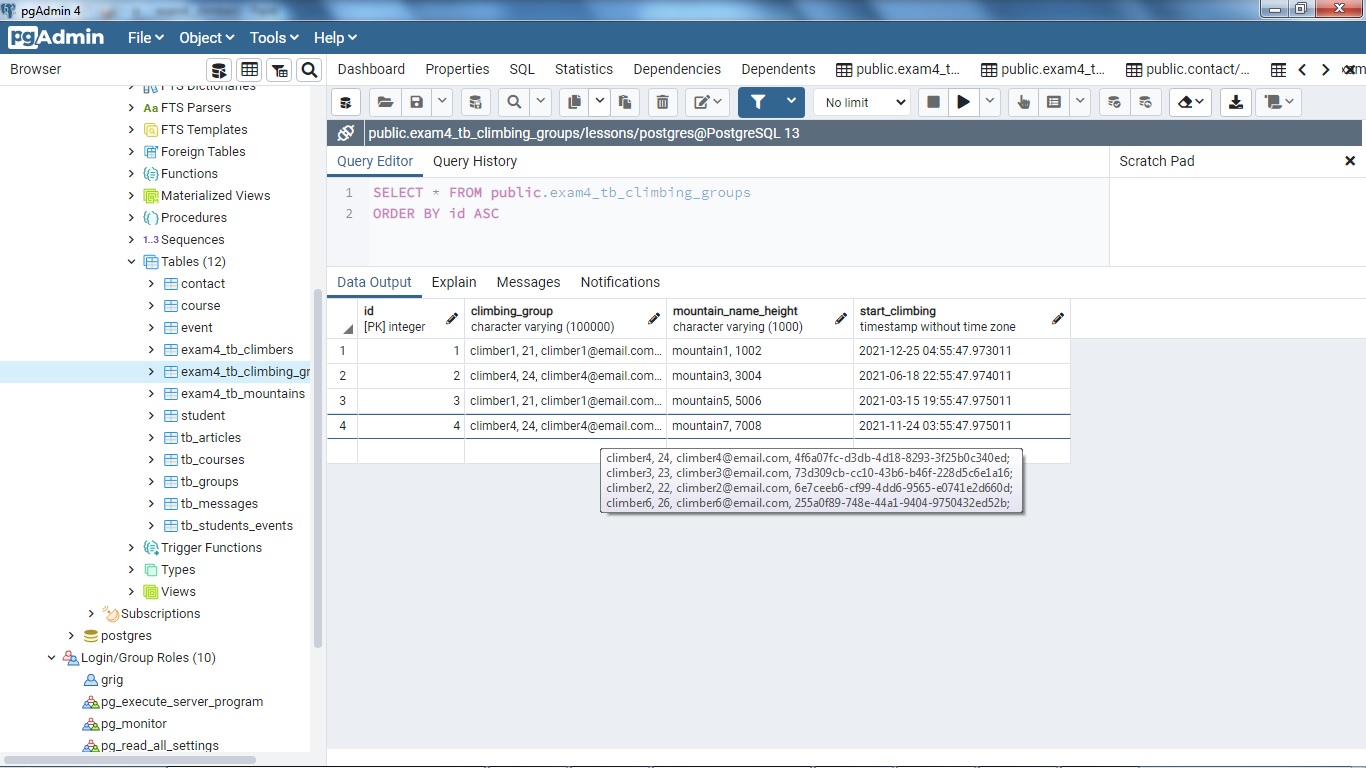 pgAdmin 4
pgAdmin File Object Tools Help
Browser
Dashboard Properties SQL Statistics Dependencies Dependents public.exam4_t... public.exam4_t... public.contact/...
FTS Dictionaries
FTS Parsers
FTS Templates
Foreign Tables
Functions
Materialized Views
Procedures
1..3 Sequences
Tables (12)
contact
course
event
exam4_tb_climbers
exam4_tb_climbing_gr
exam4_tb_mountains
student
tb_articles
tb_courses
tb_groups
tb_messages
tb_students_events
Trigger Functions
Types
Views
Subscriptions
postgres
Login/Group Roles (10)
grig
pg_execute_server_program
pg_monitor
pg_read_all_settings
No limit
public.exam4_tb_climbing_groups/lessons/postgres@PostgreSQL 13
Query Editor Query History
Scratch Pad
1 SELECT * FROM public.exam4_tb_climbing_groups
2 ORDER BY id ASC
Data Output Explain Messages Notifications
id climbing_group mountain_name_height start_climbing
[PK] integer character varying (100000) character varying (1000) timestamp without time zone
1 1 climber1, 21, climber1@email.com... mountain1, 1002 2021-12-25 04:55:47.973011
2 2 climber4, 24, climber4@email.com... mountain3, 3004 2021-06-18 22:55:47.974011
3 3 climber1, 21, climber1@email.com... mountain5, 5006 2021-03-15 19:55:47.975011
4 4 climber4, 24, climber4@email.com... mountain7, 7008 2021-11-24 03:55:47.975011
climber4, 24, climber4@email.com, 4f6a07fc-d3db-4d18-8293-3f25b0c340ed;
climber3, 23, climber3@email.com, 73d309cb-cc10-43b6-b46f-228d5c6e1a16;
climber2, 22, climber2@email.com, 6e7ceeb6-cf99-4dd6-9565-e0741e2d660d;
climber6, 26, climber6@email.com, 255a0f89-748e-44a1-9404-9750432ed52b;